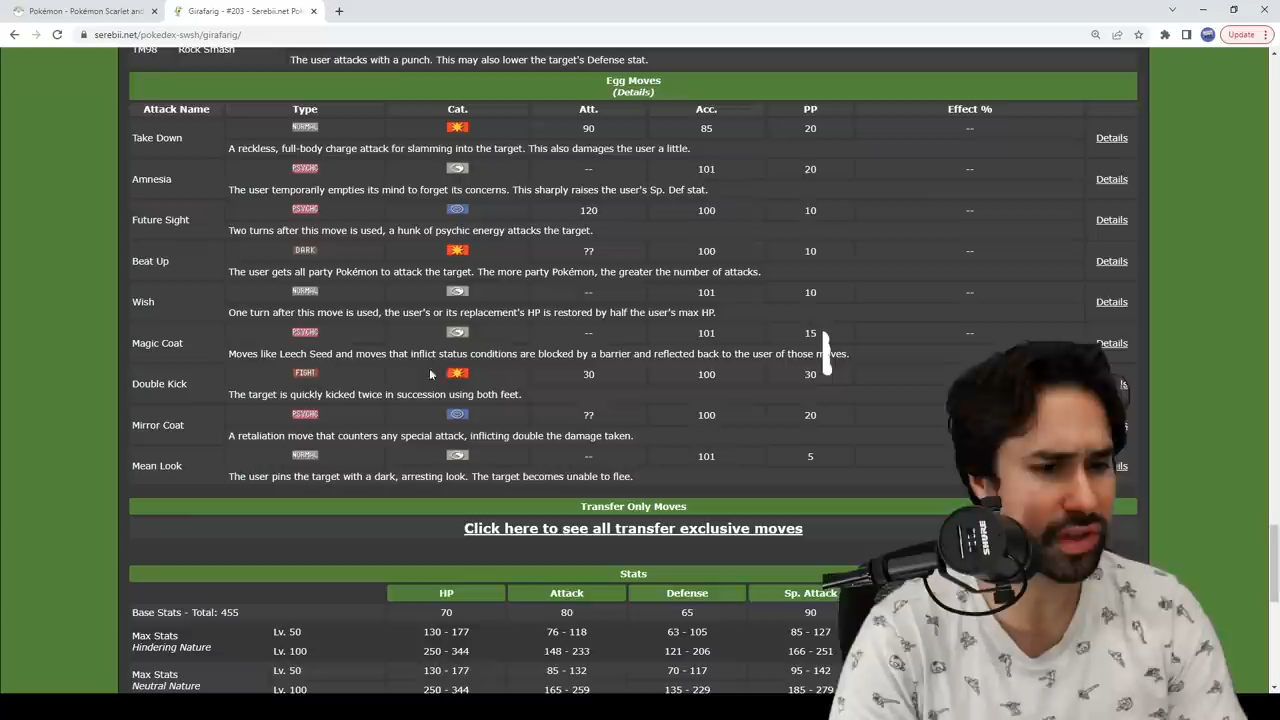 Pokémon - Pokémon Scarlet and
Girafarig - #203 - Serebii.net Pok
serebii.net/pokedex-swsh/girafarig/
Update
TM98 Rock Smash
The user attacks with a punch. This may also lower the target's Defense stat.
Egg Moves
(Details)
Attack Name Type Cat. Att. Acc. PP Effect %
Take Down NORMAL 90 85 20 -- Details
A reckless, full-body charge attack for slamming into the target. This also damages the user a little.
Amnesia PSYCHC -- 101 20 -- Details
The user temporarily empties its mind to forget its concerns. This sharply raises the user's Sp. Def stat.
Future Sight PSYCHC 120 100 10 -- Details
Two turns after this move is used, a hunk of psychic energy attacks the target.
Beat Up DARK ?? 100 10 -- Details
The user gets all party Pokémon to attack the target. The more party Pokémon, the greater the number of attacks.
Wish NORMAL -- 101 10 -- Details
One turn after this move is used, the user's or its replacement's HP is restored by half the user's max HP.
Magic Coat PSYCHC -- 101 15 -- Details
Moves like Leech Seed and moves that inflict status conditions are blocked by a barrier and reflected back to the user of those moves.
Double Kick FIGHT 30 100 30
The target is quickly kicked twice in succession using both feet.
Mirror Coat PSYCHC ?? 100 20
A retaliation move that counters any special attack, inflicting double the damage taken.
Mean Look NORMAL -- 101 5
The user pins the target with a dark, arresting look. The target becomes unable to flee.
Transfer Only Moves
Click here to see all transfer exclusive moves
Stats
HP Attack Defense Sp. Attack
Base Stats - Total: 455 70 80 65 90
Max Stats
Hindering Nature
Lv. 50 130 - 177 76 - 118 63 - 105 85 - 127
Lv. 100 250 - 344 148 - 233 121 - 206 166 - 251
Max Stats
Neutral Nature
Lv. 50 130 - 177 85 - 132 70 - 117 95 - 142
Lv. 100 250 - 344 165 - 259 135 - 229 185 - 279
SHURE